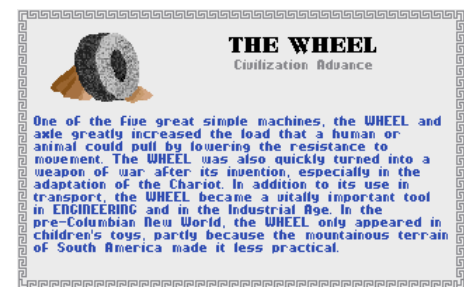 THE WHEEL
Civilization Advance
One of the five great simple machines, the WHEEL and
axle greatly increased the load that a human or
animal could pull by lowering the resistance to
movement. The WHEEL was also quickly turned into a
weapon of war after its invention, especially in the
adaptation of the Chariot. In addition to its use in
transport, the WHEEL became a vitally important tool
in ENGINEERING and in the Industrial Age. In the
pre-Columbian New World, the WHEEL only appeared in
children's toys, partly because the mountainous terrain
of South America made it less practical.